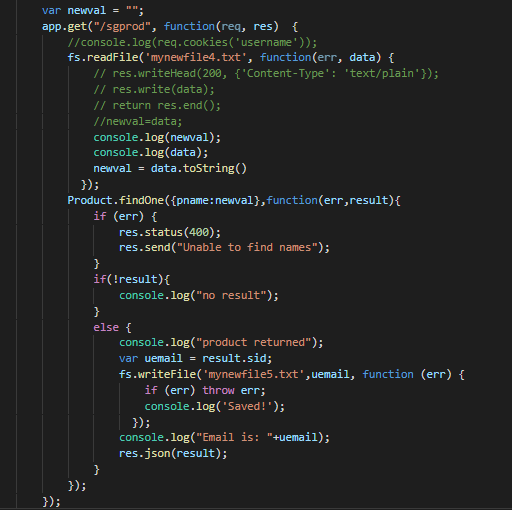 var newval = "";
app.get("/sgprod", function(req, res)  {
//console.log(req.cookies('username'));
fs.readFile('mynewfile4.txt', function(err, data) {
// res.writeHead(200, {'Content-Type': 'text/plain'});
// res.write(data);
// return res.end();
//newval=data;
console.log(newval);
console.log(data);
newval = data.toString()
});
Product.findOne({pname:newval},function(err,result){
if (err) {
res.status(400);
res.send("Unable to find names");
}
if(!result){
console.log("no result");
}
else {
console.log("product returned");
var uemail = result.sid;
fs.writeFile('mynewfile5.txt',uemail, function (err) {
if (err) throw err;
console.log('Saved!');
});
console.log("Email is: "+uemail);
res.json(result);
}
});
});